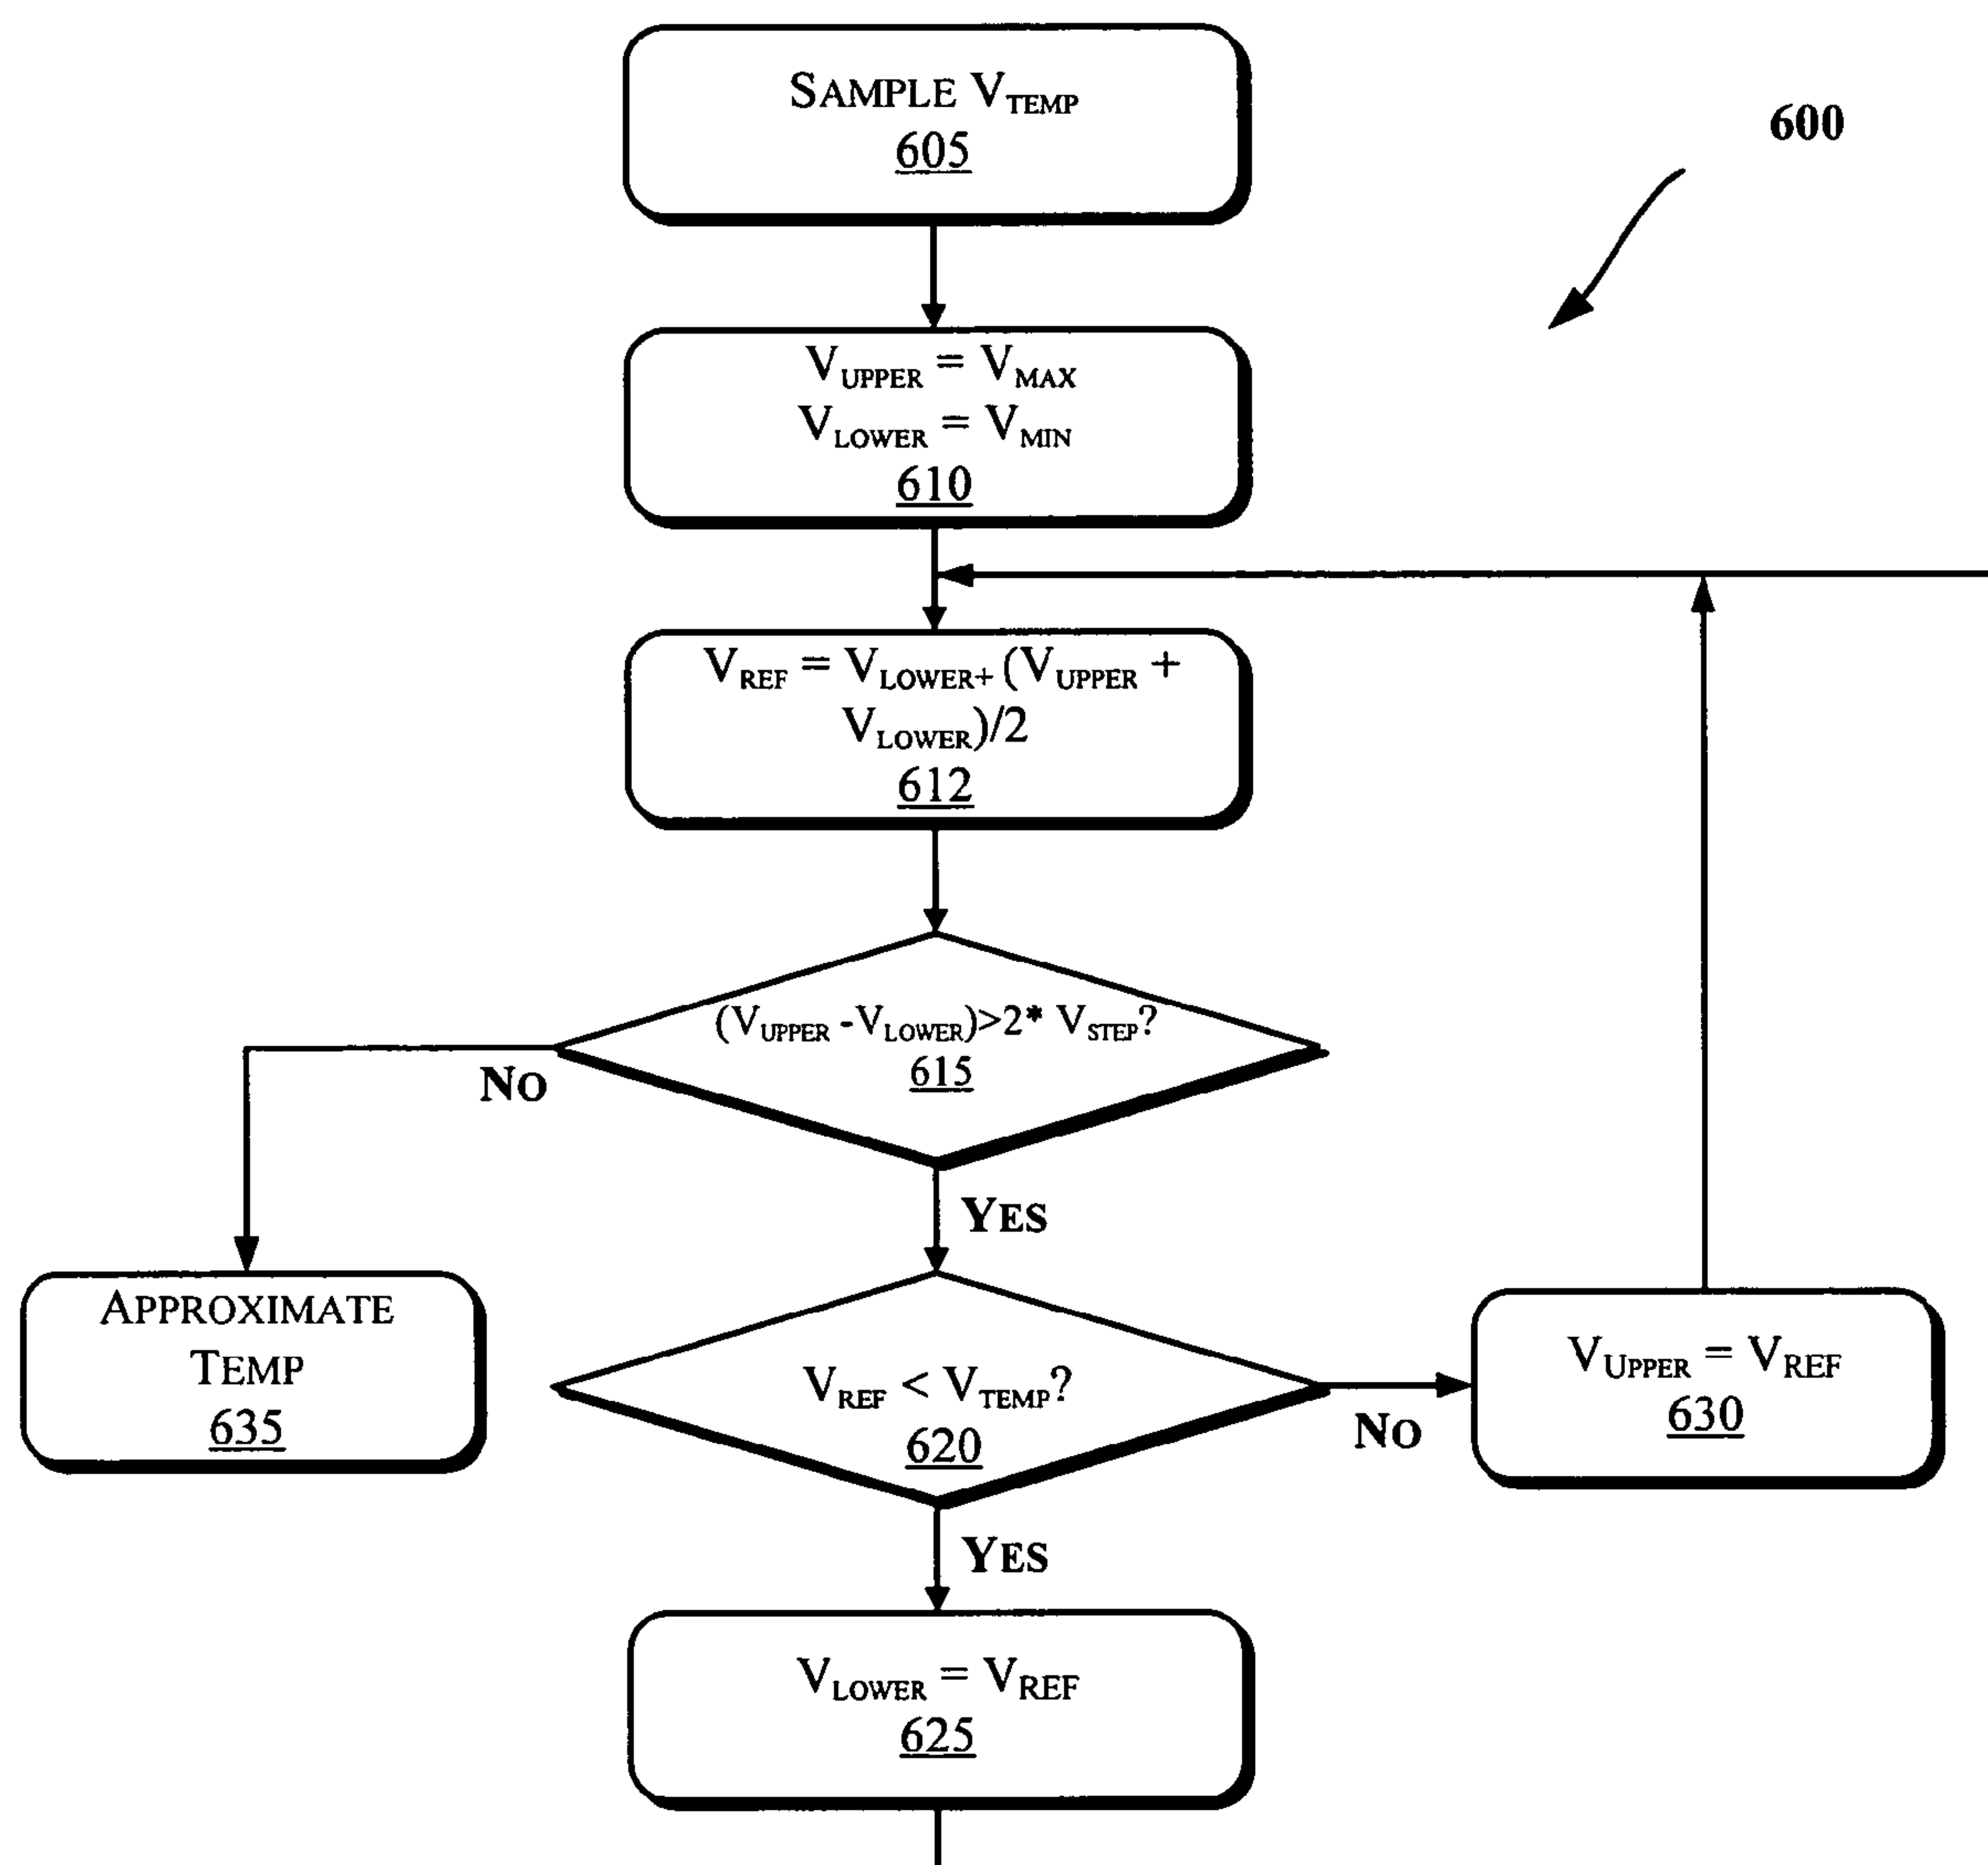 SAMPLE VTEMP
605
600
VUPPER = VMAX
VLOWER = VMIN
610
VREF = VLOWER+ (VUPPER +
VLOWER)/2
612
(VUPPER -VLOWER)>2* VSTEP?
615
NO
YES
APPROXIMATE
TEMP
635
VREF < VTEMP?
620
NO
VUPPER = VREF
630
YES
VLOWER = VREF
625